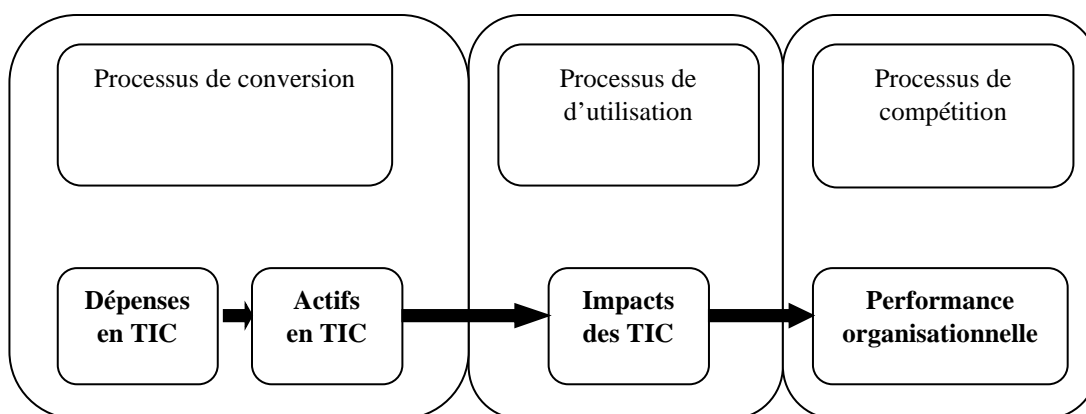 Processus de conversion
Processus de
d’utilisation
Processus de
compétition
Dépenses
en TIC
Actifs
en TIC
Impacts
des TIC
Performance
organisationnelle